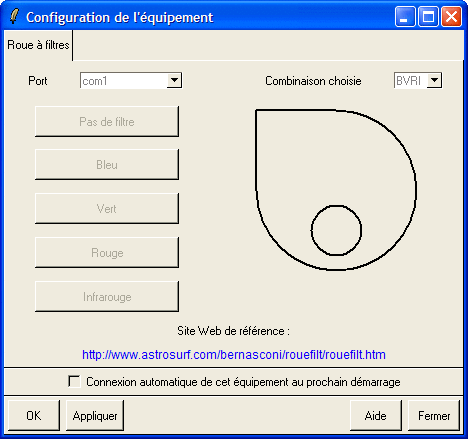 Configuration de l'équipement
Roue à filtres
Port com1 Combinaison choisie BVRI
Pas de filtre
Bleu
Vert
Rouge
Infrarouge
Site Web de référence :
http://www.astrosurf.com/bernasconi/rouefilt/rouefilt.htm
Connexion automatique de cet équipement au prochain démarrage
OK Appliquer Aide Fermer